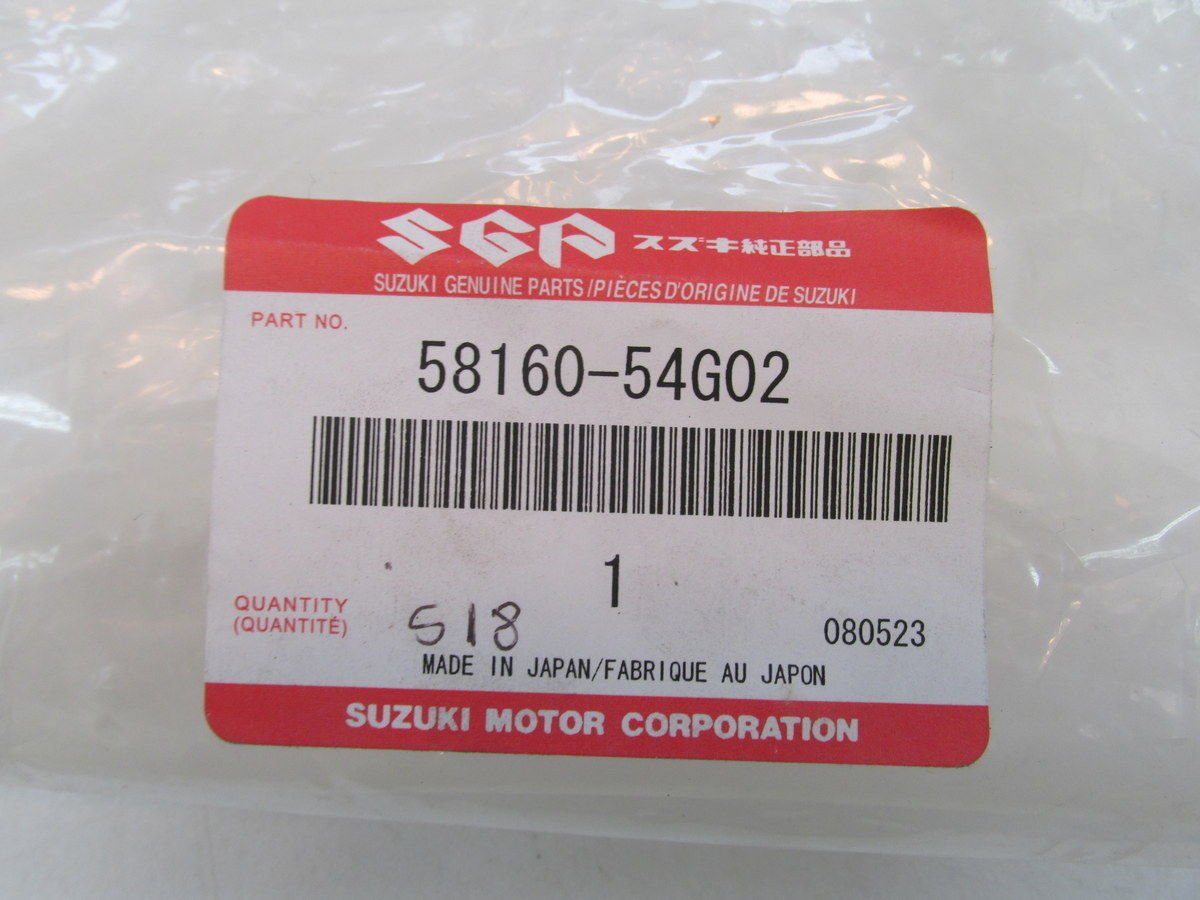 SGP スズキ純正部品
SUZUKI GENUINE PARTS/PIÈCES D'ORIGINE DE SUZUKI
PART NO.
58160-54G02
1
QUANTITY
(QUANTITÉ)
518
080523
MADE IN JAPAN/FABRIQUE AU JAPON
SUZUKI MOTOR CORPORATION